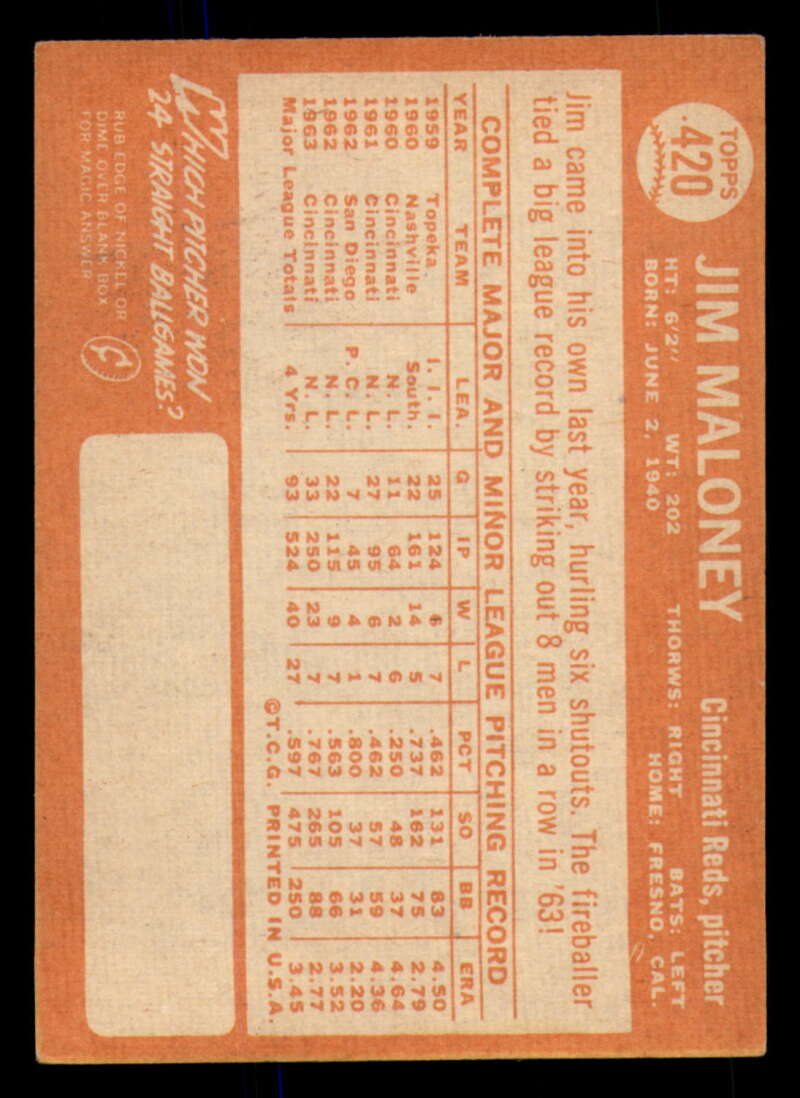 TOPPS
.420
JIM MALONEY
Cincinnati Reds, pitcher
HT: 6'2" WT: 202 THORWS: RIGHT BATS: LEFT
BORN: JUNE 2, 1940 HOME: FRESNO, CAL.
Jim came into his own last year, hurling six shutouts. The fireballer
tied a big league record by striking out 8 men in a row in '63!
COMPLETE MAJOR AND MINOR LEAGUE PITCHING RECORD
YEAR TEAM LEA. G IP W L PCT SO BB ERA
1959 Topeka I. I. I. 25 124 6 7 .462 131 83 4.50
1960 Nashville South. 22 161 14 5 .737 162 75 2.79
1960 Cincinnati N. L. 11 64 2 6 .250 48 37 4.64
1961 Cincinnati N. L. 27 95 6 7 .462 57 59 4.36
1962 San Diego P. C. L. 7 45 4 1 .800 37 31 2.20
1962 Cincinnati N. L. 22 115 9 7 .563 105 66 3.52
1963 Cincinnati N. L. 33 250 23 7 .767 265 88 2.77
Major League Totals 4 Yrs. 93 524 40 27 .597 475 250 3.45
©T.C.G. PRINTED IN U.S.A.
WHICH PITCHER WON
24 STRAIGHT BALLGAMES?
RUB EDGE OF NICKEL OR
DIME OVER BLANK BOX
FOR MAGIC ANSWER